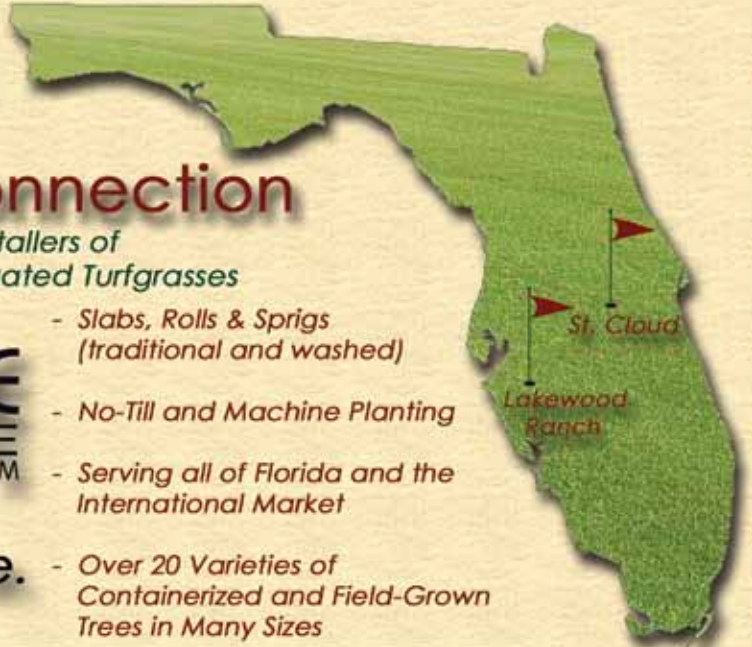 onnection
tallers of
ated Turfgrasses
- Slabs, Rolls & Sprigs
(traditional and washed)
- No-Till and Machine Planting
- Serving all of Florida and the
International Market
e.
- Over 20 Varieties of
Containerized and Field-Grown
Trees in Many Sizes
St. Cloud
Lakewood
Ranch